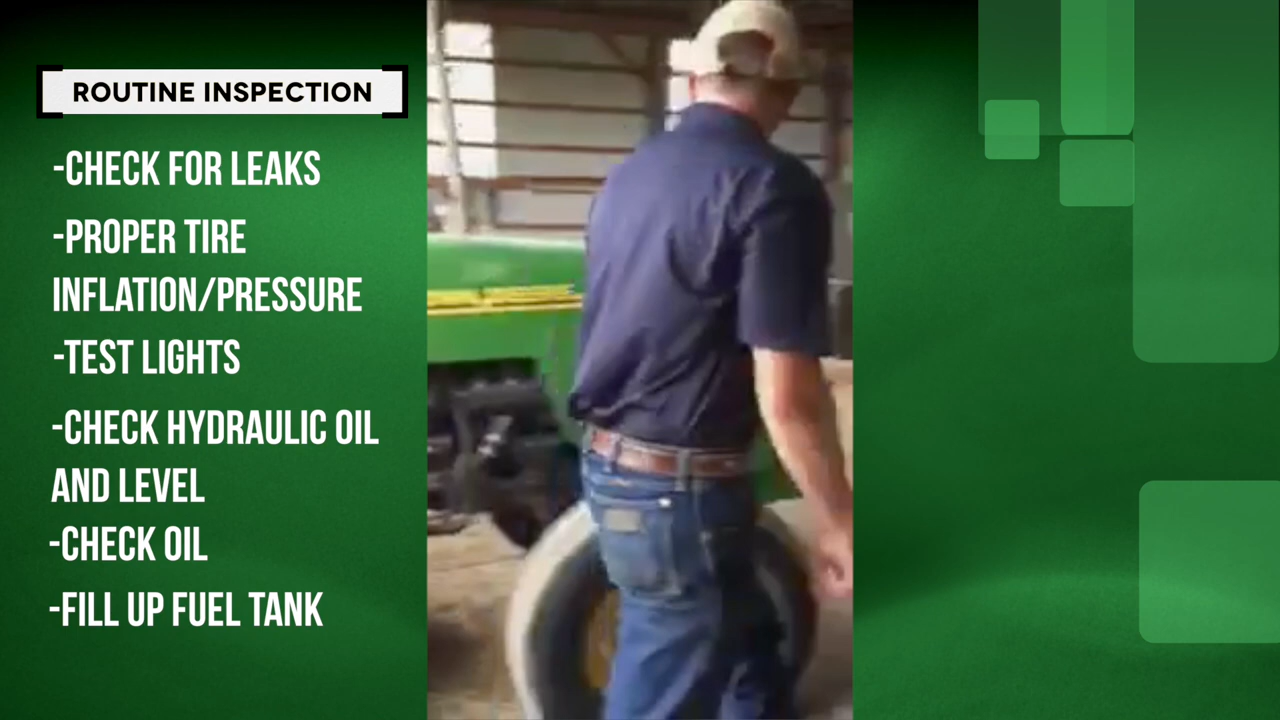 ROUTINE INSPECTION
-CHECK FOR LEAKS
-PROPER TIRE
INFLATION/PRESSURE
-TEST LIGHTS
-CHECK HYDRAULIC OIL
AND LEVEL
-CHECK OIL
-FILL UP FUEL TANK